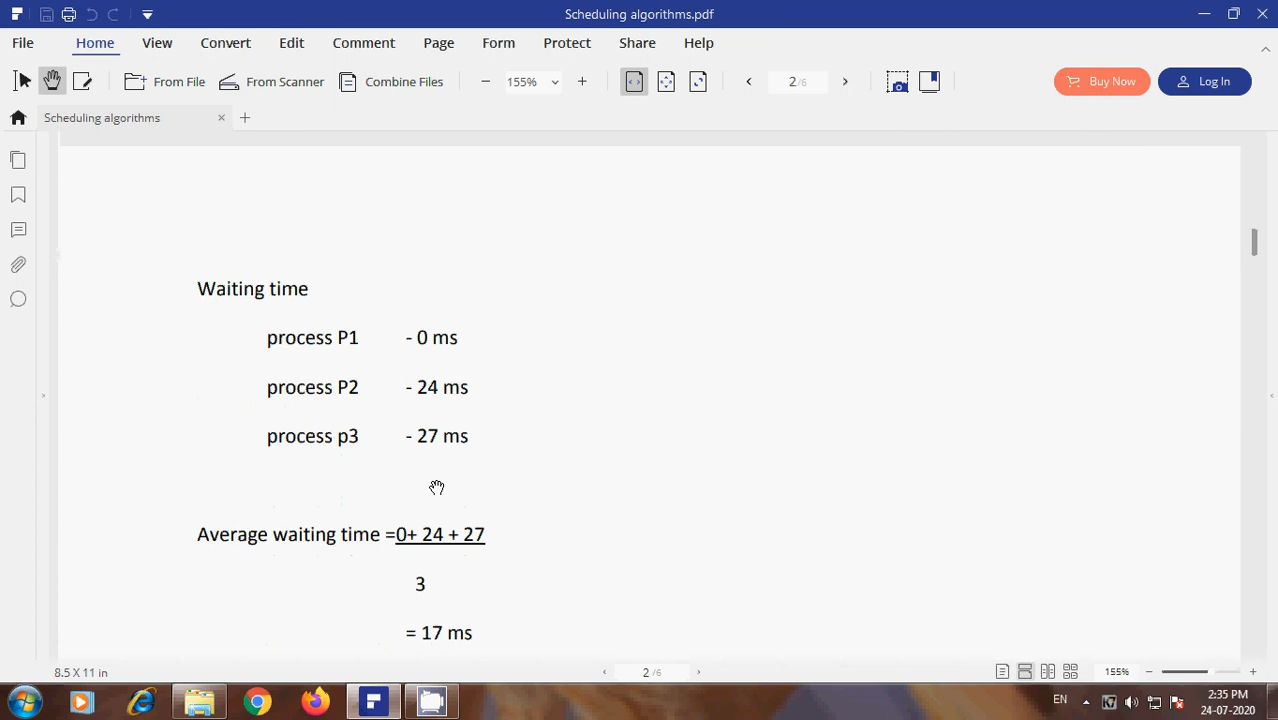 Scheduling algorithms.pdf
File Home View Convert Edit Comment Page Form Protect Share Help
From File From Scanner Combine Files 155% 2/6 Buy Now Log In
Scheduling algorithms
Waiting time
process P1 - 0 ms
process P2 - 24 ms
process p3 - 27 ms
Average waiting time =0+ 24 + 27
3
= 17 ms
8.5 X 11 in 2/6 155%
EN 2:35 PM
24-07-2020